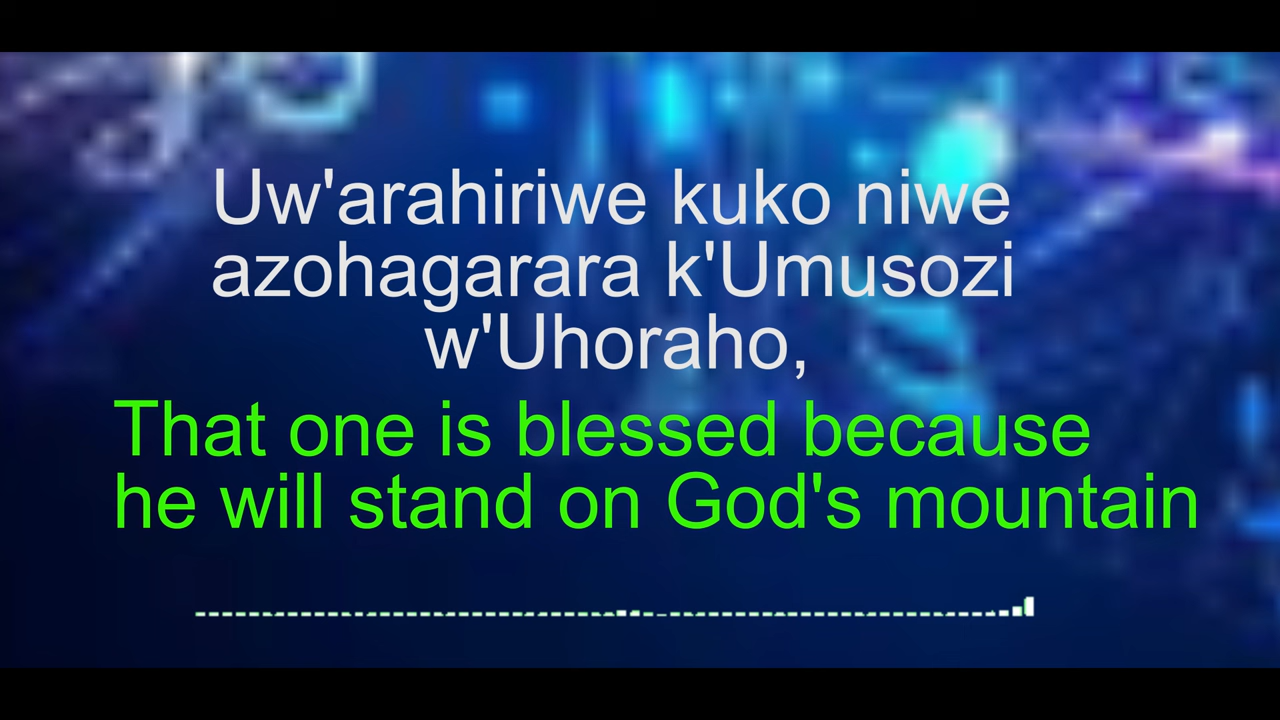 Uw'arahiriwe kuko niwe
azohagarara k'Umusozi
w'Uhoraho,
That one is blessed because
he will stand on God's mountain